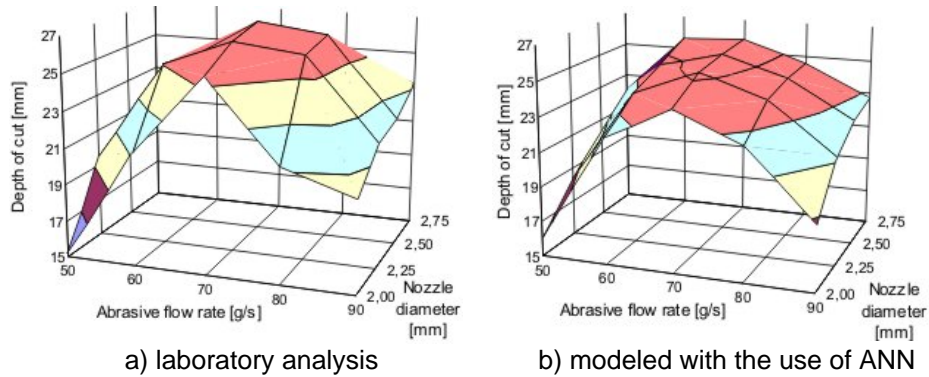 27
25
23
21
19
17
15
Depth of cut [mm]
50
60
70
80
90
Abrasive flow rate [g/s]
2,00
2,25
2,50
2,75
Nozzle
diameter
[mm]
a) laboratory analysis
27
25
23
21
19
17
15
Depth of cut [mm]
50
60
70
80
90
Abrasive flow rate [g/s]
2,00
2,25
2,50
2,75
Nozzle
diameter
[mm]
b) modeled with the use of ANN